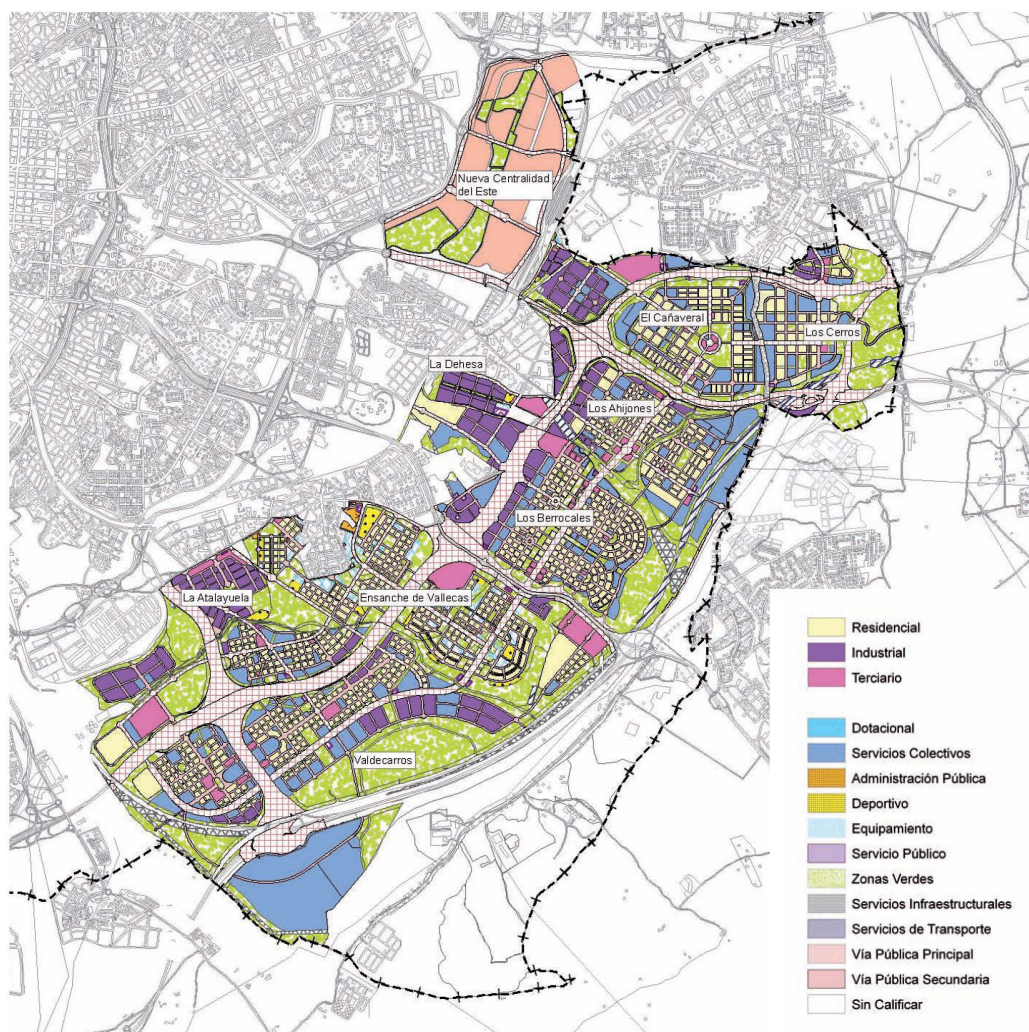 Nueva Centralidad
del Este
El Cañaveral
Los Cerros
La Dehesa
Los Ahijones
Los Berrocales
La Atalayuela
Ensanche de Vallecas
Valdecarros
Residencial
Industrial
Terciario
Dotacional
Servicios Colectivos
Administración Pública
Deportivo
Equipamiento
Servicio Público
Zonas Verdes
Servicios Infraestructurales
Servicios de Transporte
Vía Pública Principal
Vía Pública Secundaria
Sin Calificar